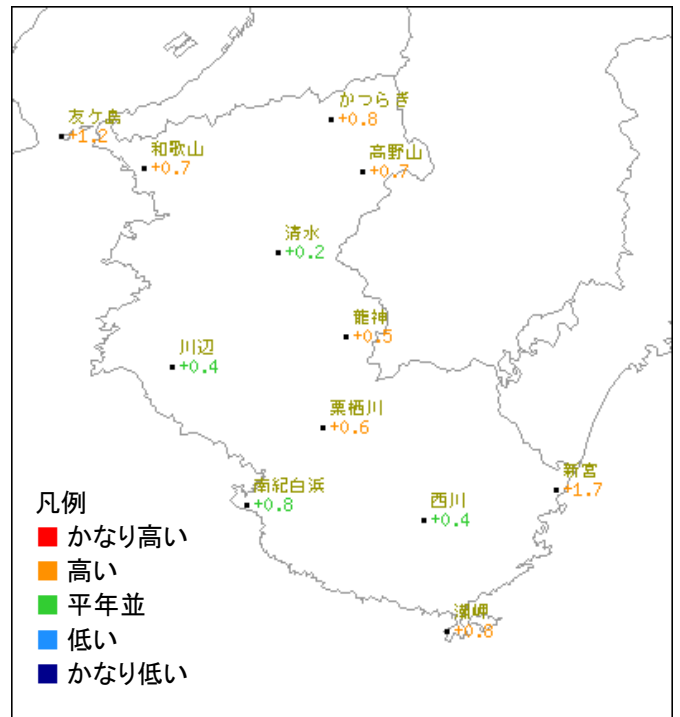 かつらぎ
+0.8
友ケ島
+1.2
和歌山
+0.7
高野山
+0.7
清水
+0.2
龍神
+0.5
川辺
+0.4
栗栖川
+0.6
新宮
+1.7
南紀白浜
+0.8
西川
+0.4
潮岬
+0.8
凡例
かなり高い
高い
平年並
低い
かなり低い